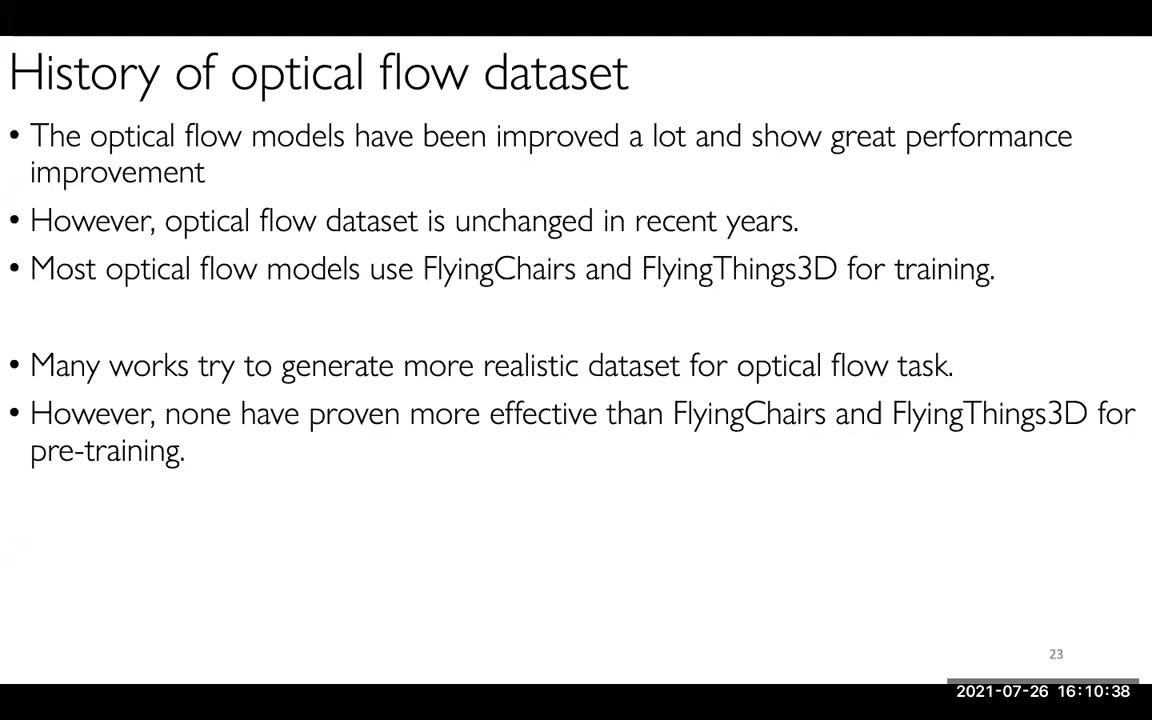 History of optical flow dataset
• The optical flow models have been improved a lot and show great performance
improvement
• However, optical flow dataset is unchanged in recent years.
• Most optical flow models use FlyingChairs and FlyingThings3D for training.
• Many works try to generate more realistic dataset for optical flow task.
• However, none have proven more effective than FlyingChairs and FlyingThings3D for
pre-training.
23
2021-07-26 16:10:38